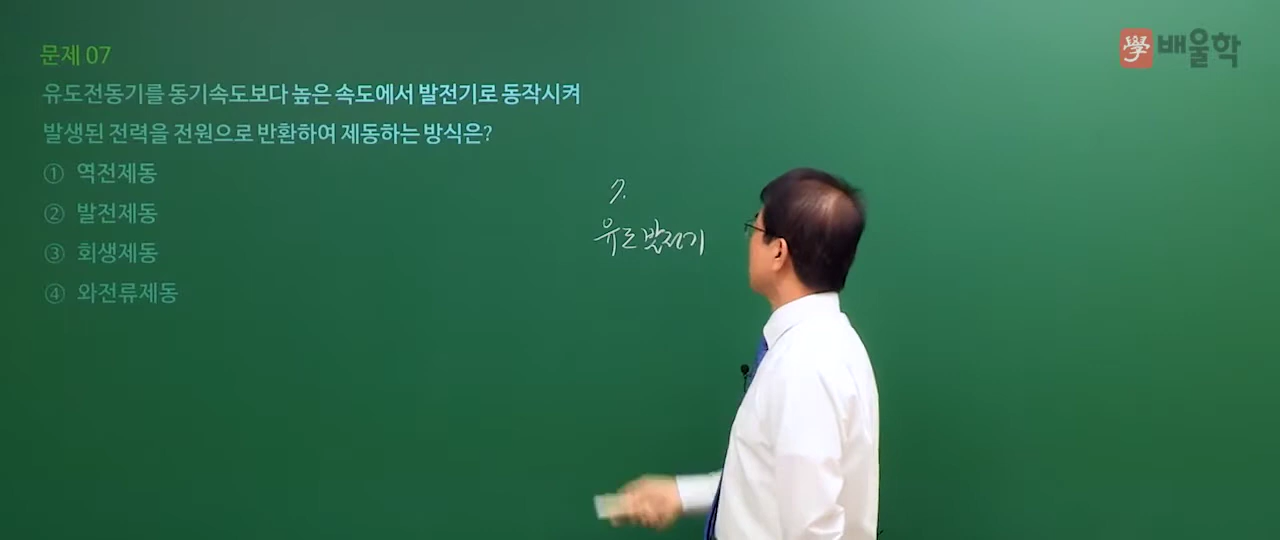 문제 07
유도전동기를 동기속도보다 높은 속도에서 발전기로 동작시켜
발생된 전력을 전원으로 반환하여 제동하는 방식은?
① 역전제동
② 발전제동
③ 회생제동
④ 와전류제동
7.
유도발전기
學 배울학